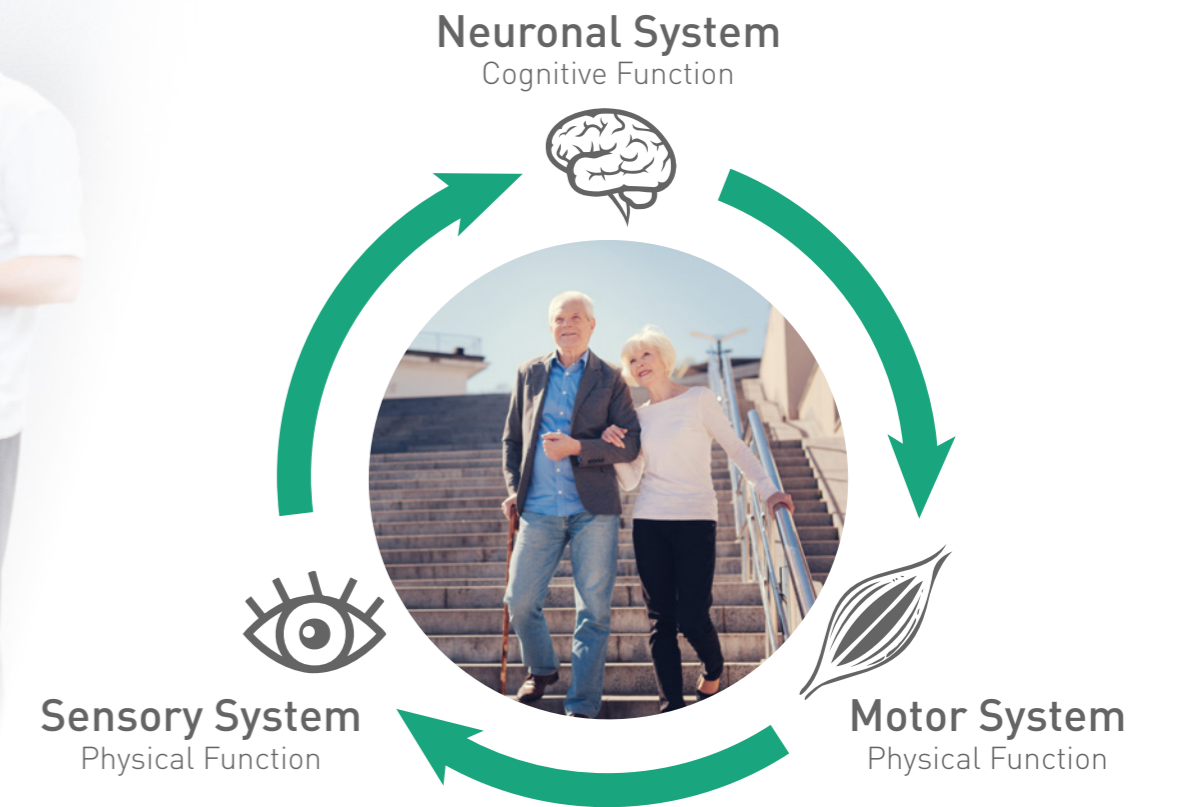 Neuronal System
Cognitive Function
Sensory System
Physical Function
Motor System
Physical Function